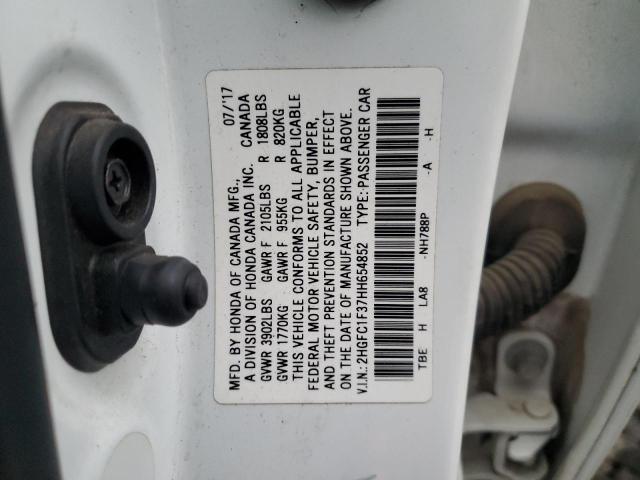 MFD. BY HONDA OF CANADA MFG., 07/'17
A DIVISION OF HONDA CANADA INC. CANADA
GVWR 3902LBS GAWR F 2105LBS R 1808LBS
GVWR 1770KG GAWR F 955KG R 820KG
THIS VEHICLE CONFORMS TO ALL APPLICABLE
FEDERAL MOTOR VEHICLE SAFETY, BUMPER,
AND THEFT PREVENTION STANDARDS IN EFFECT
ON THE DATE OF MANUFACTURE SHOWN ABOVE.
V.I.N.: 2HGFC1F37HH654852 TYPE: PASSENGER CAR
TBE H LA8 -NH788P -A -H